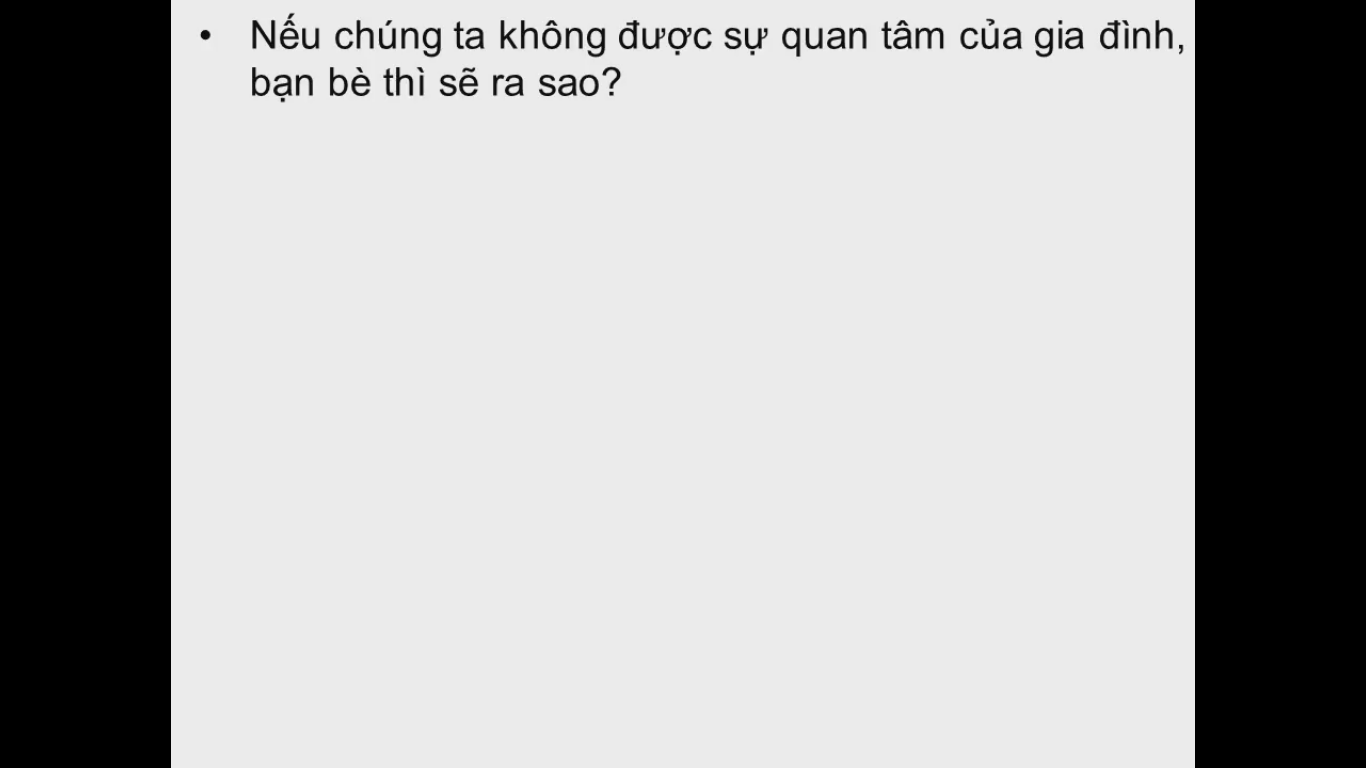 • Nếu chúng ta không được sự quan tâm của gia đình,
bạn bè thì sẽ ra sao?